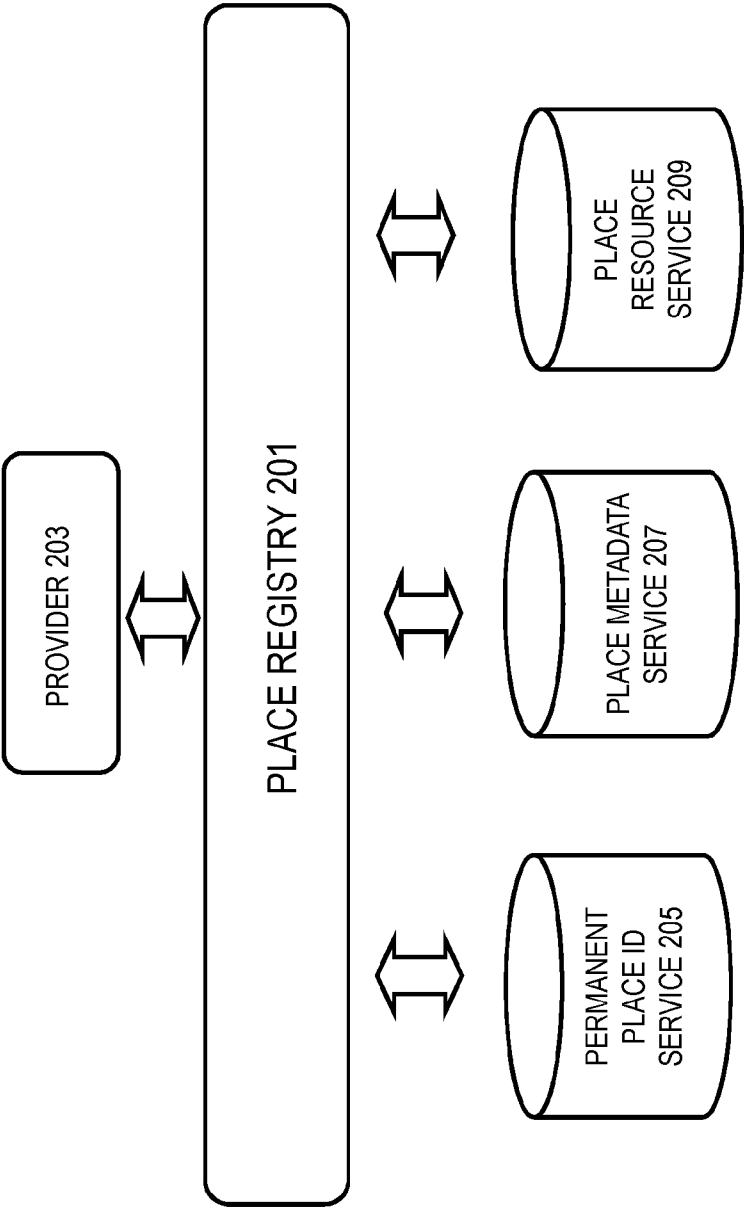 PROVIDER 203
PLACE REGISTRY 201
PERMANENT
PLACE ID
SERVICE 205
PLACE METADATA
SERVICE 207
PLACE
RESOURCE
SERVICE 209